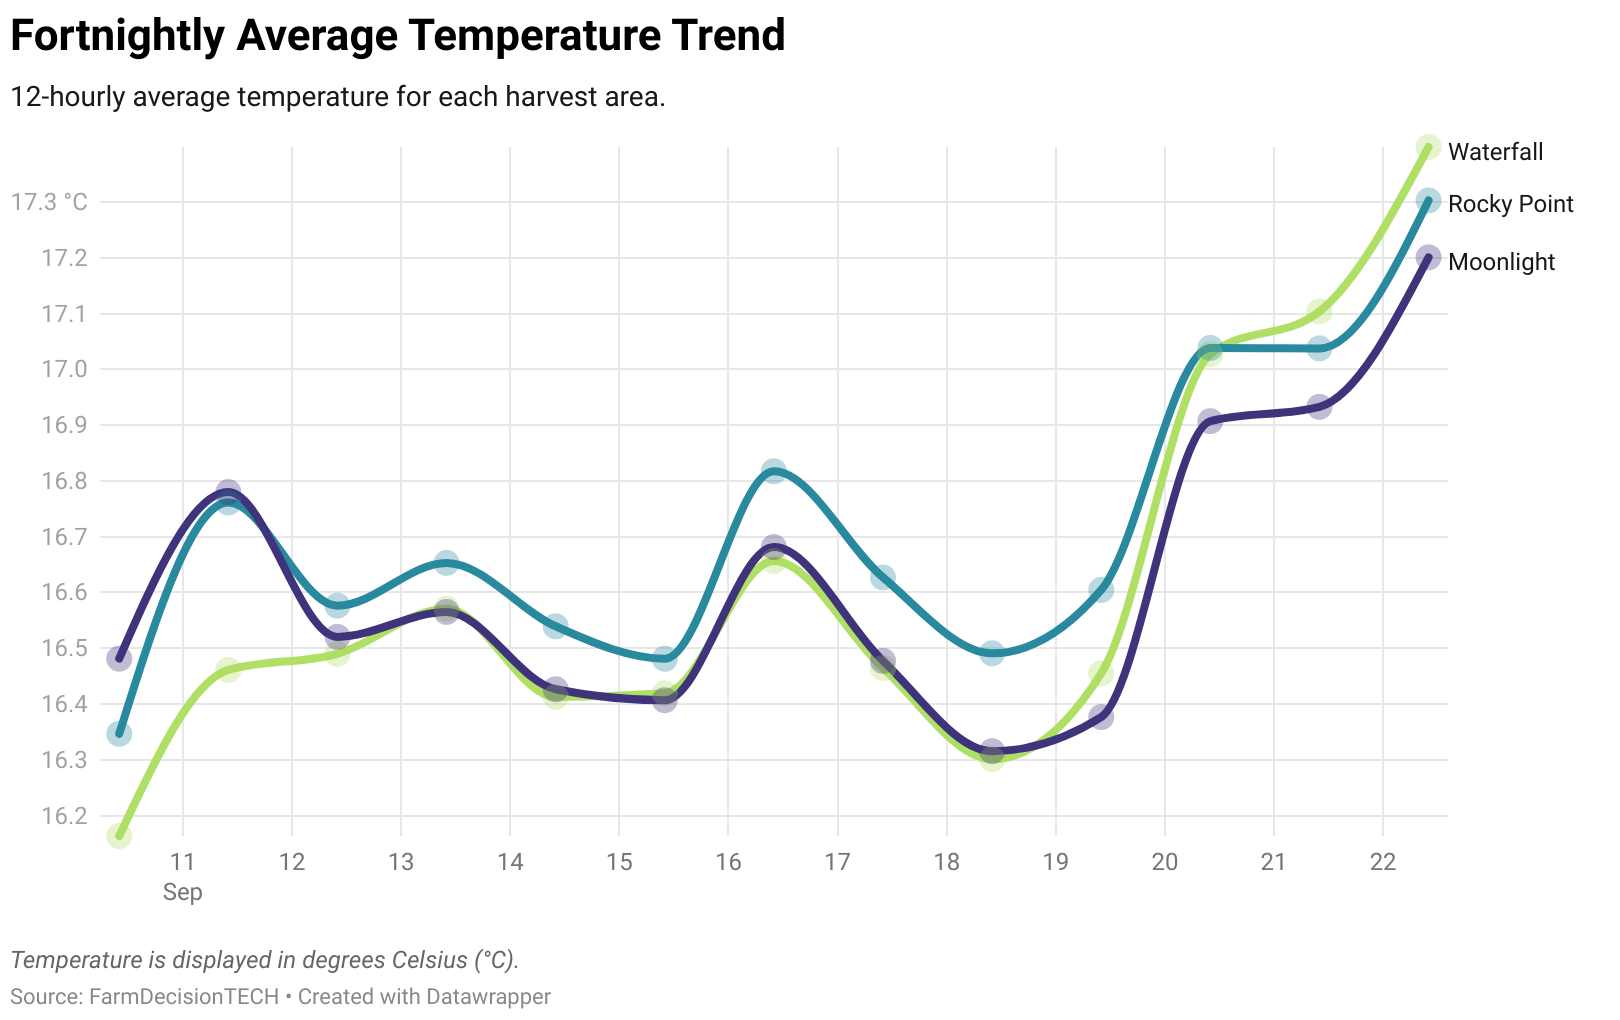 Fortnightly Average Temperature Trend
12-hourly average temperature for each harvest area.
Waterfall
17.3 °C
Rocky Point
17.2
Moonlight
17.1
17.0
16.9
16.8
16.7
16.6
16.5
16.4
16.3
16.2
11 12 13 14 15 16 17 18 19 20 21 22
Sep
Temperature is displayed in degrees Celsius (°C).
Source: FarmDecisionTECH • Created with Datawrapper